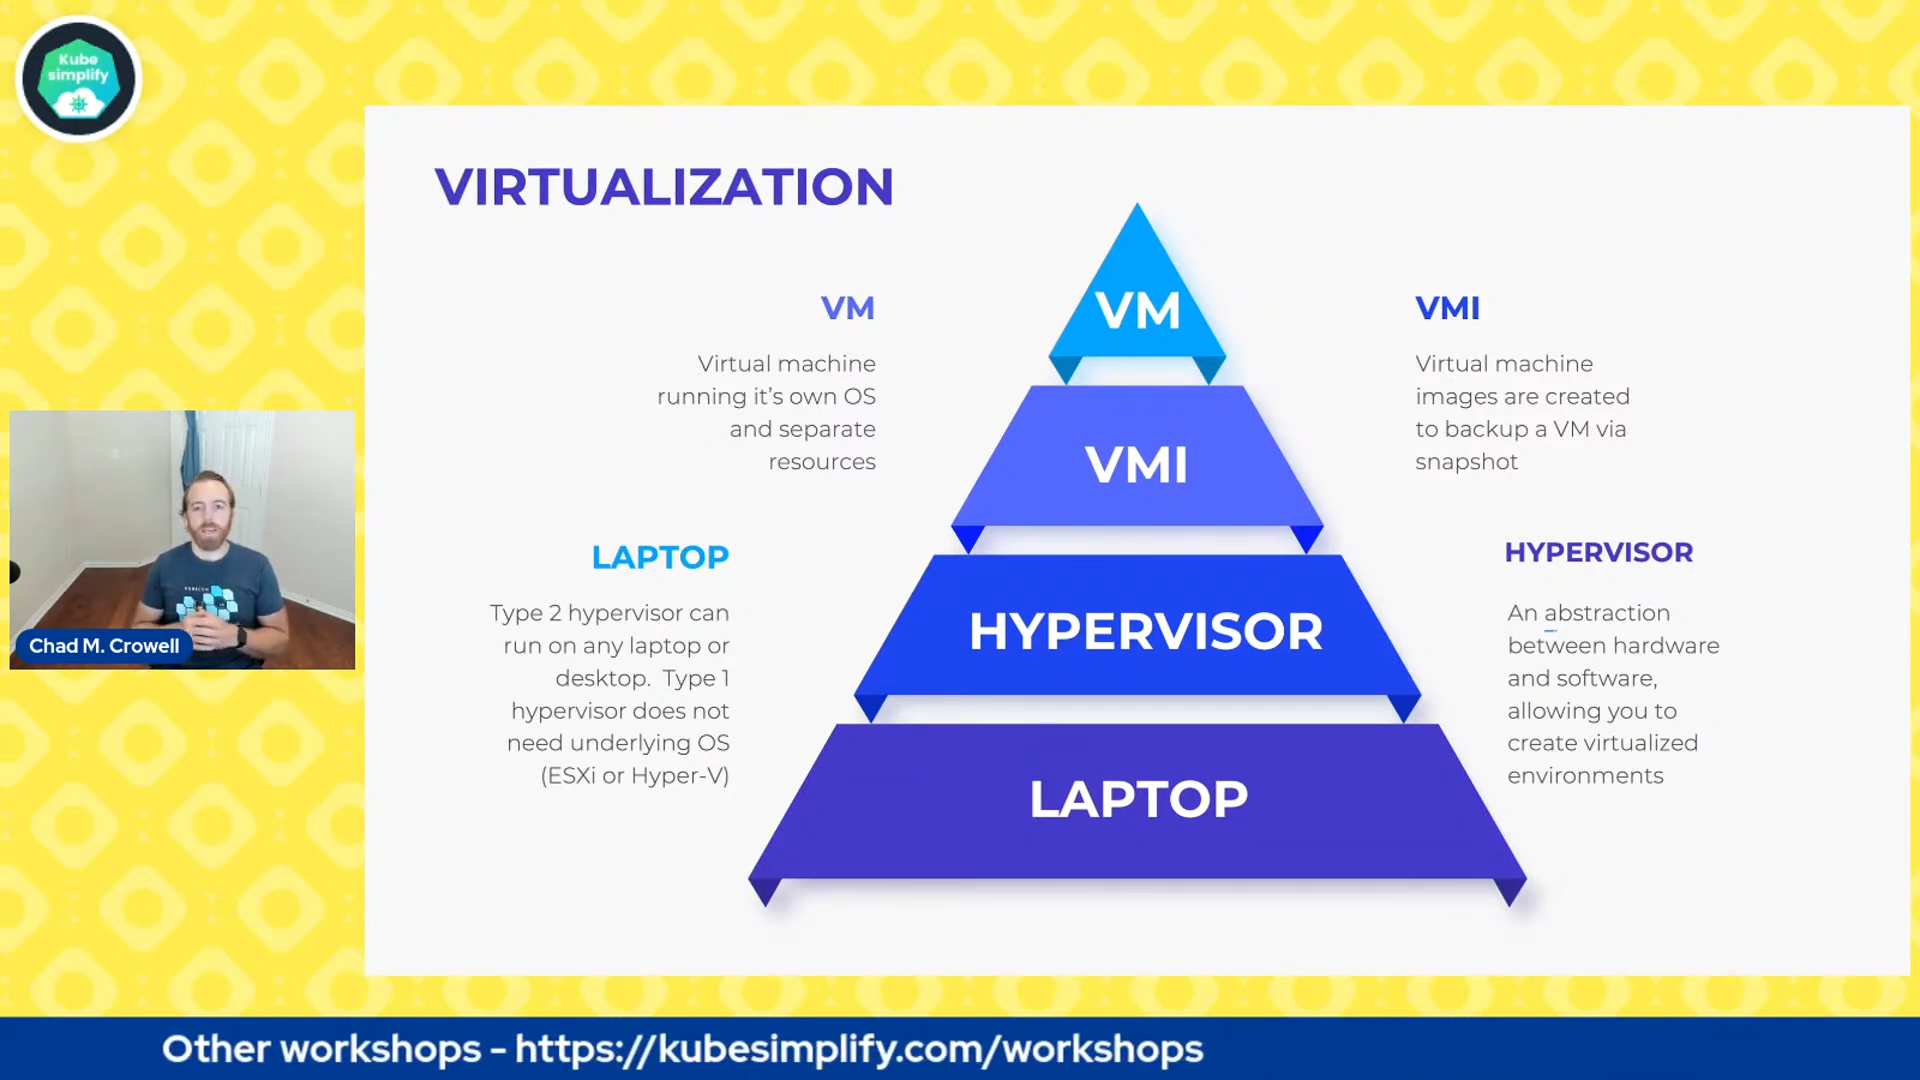 Kube
simplify
VIRTUALIZATION
VM
Virtual machine
running it's own OS
and separate
resources
LAPTOP
Type 2 hypervisor can
run on any laptop or
desktop.  Type 1
hypervisor does not
need underlying OS
(ESXi or Hyper-V)
VM
VMI
HYPERVISOR
LAPTOP
VMI
Virtual machine
images are created
to backup a VM via
snapshot
HYPERVISOR
An abstraction
between hardware
and software,
allowing you to
create virtualized
environments
Chad M. Crowell
Other workshops - https://kubesimplify.com/workshops